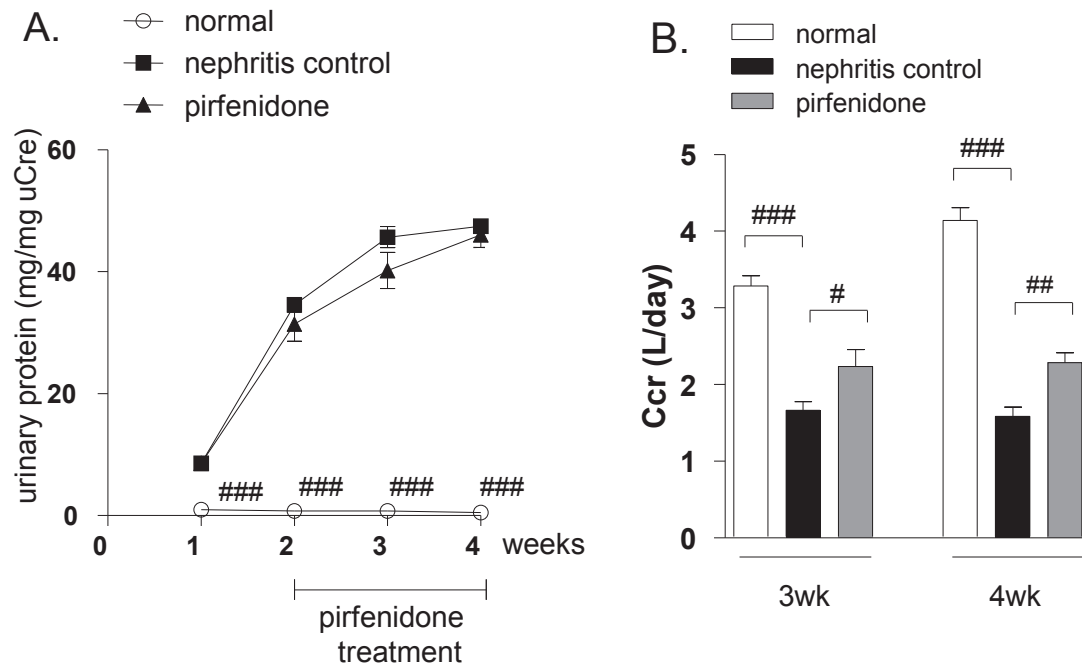 A.
normal
nephritis control
pirfenidone
urinary protein (mg/mg uCre)
60
40
20
0
### ### ### ###
0 1 2 3 4 weeks
pirfenidone
treatment
B.
normal
nephritis control
pirfenidone
Ccr (L/day)
5
4
3
2
1
0
###
#
###
##
3wk 4wk